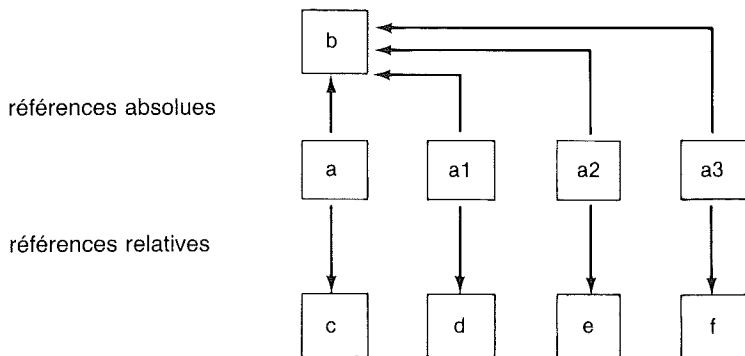 b
références absolues
a a1 a2 a3
références relatives
c d e f